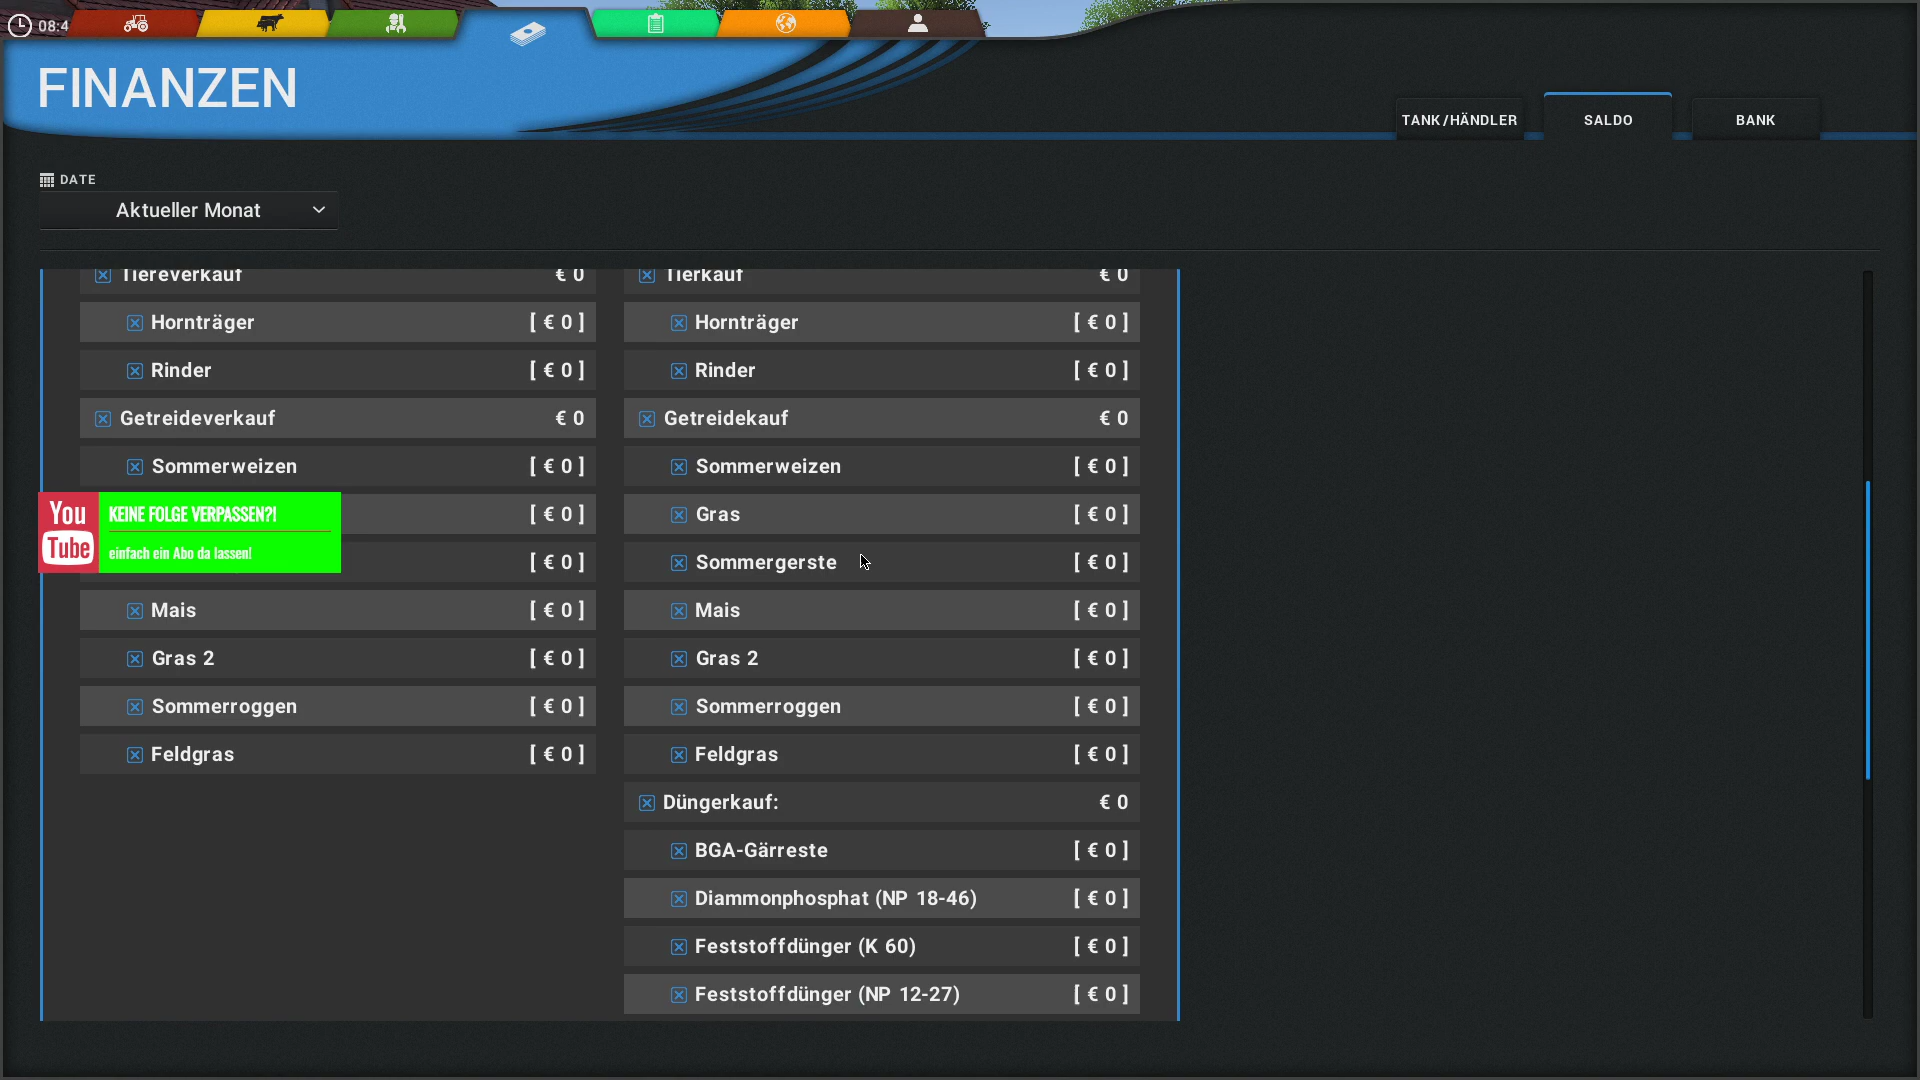 08:4
FINANZEN
TANK/HÄNDLER
SALDO
BANK
DATE
Aktueller Monat
Tiereverkauf € 0
Hornträger [ € 0 ]
Rinder [ € 0 ]
Getreideverkauf € 0
Sommerweizen [ € 0 ]
[ € 0 ]
[ € 0 ]
Mais [ € 0 ]
Gras 2 [ € 0 ]
Sommerroggen [ € 0 ]
Feldgras [ € 0 ]
You
Tube
KEINE FOLGE VERPASSEN?!
einfach ein Abo da lassen!
Tierkauf € 0
Hornträger [ € 0 ]
Rinder [ € 0 ]
Getreidekauf € 0
Sommerweizen [ € 0 ]
Gras [ € 0 ]
Sommergerste [ € 0 ]
Mais [ € 0 ]
Gras 2 [ € 0 ]
Sommerroggen [ € 0 ]
Feldgras [ € 0 ]
Düngerkauf: € 0
BGA-Gärreste [ € 0 ]
Diammonphosphat (NP 18-46) [ € 0 ]
Feststoffdünger (K 60) [ € 0 ]
Feststoffdünger (NP 12-27) [ € 0 ]